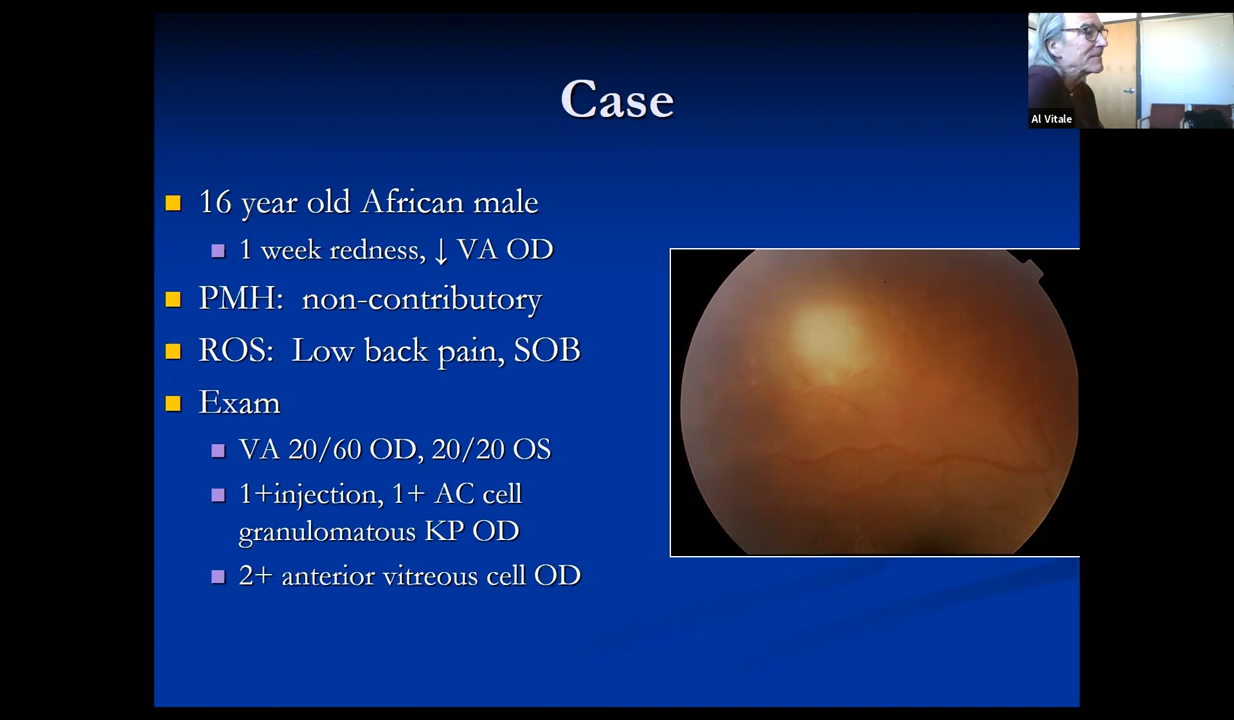 Case
Al Vitale
16 year old African male
1 week redness, ↓ VA OD
PMH: non-contributory
ROS: Low back pain, SOB
Exam
VA 20/60 OD, 20/20 OS
1+injection, 1+ AC cell
granulomatous KP OD
2+ anterior vitreous cell OD